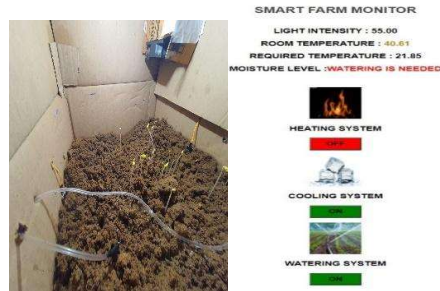 SMART FARM MONITOR
LIGHT INTENSITY : 55.00
ROOM TEMPERATURE : 40.61
REQUIRED TEMPERATURE : 21.85
MOISTURE LEVEL :WATERING IS NEEDED
HEATING SYSTEM
OFF
COOLING SYSTEM
ON
WATERING SYSTEM
ON